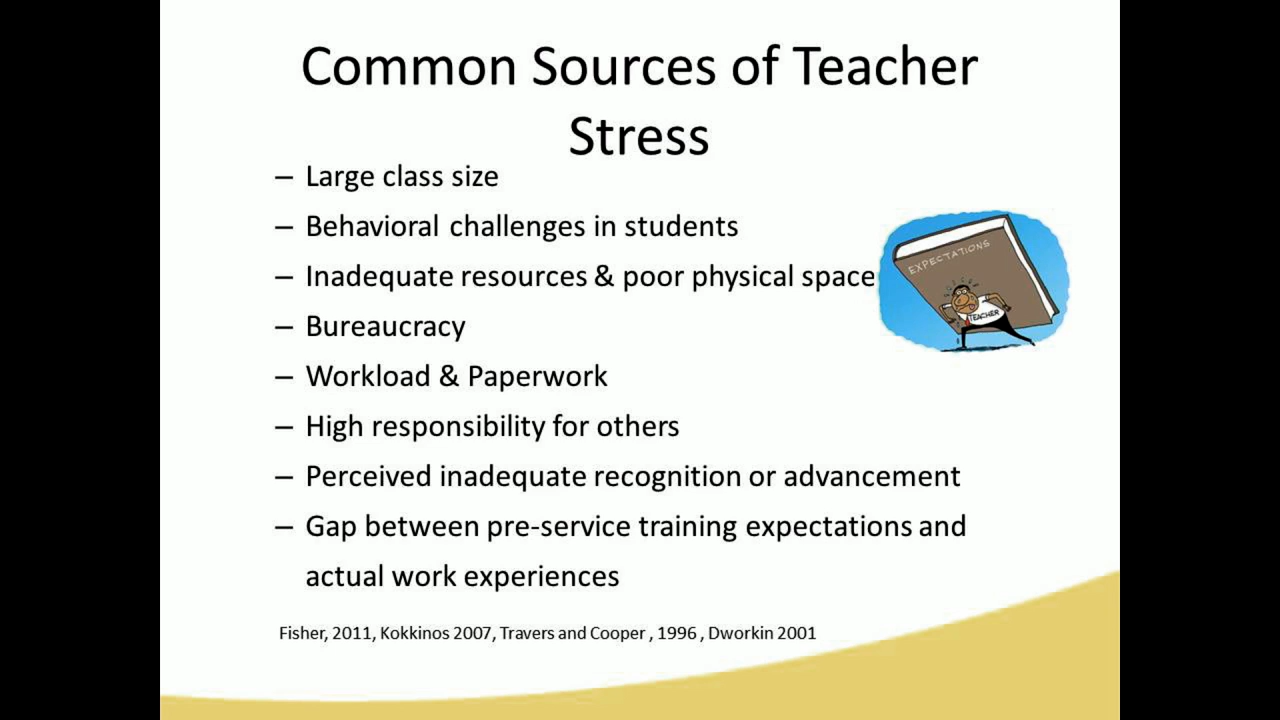 Common Sources of Teacher
Stress
– Large class size
– Behavioral challenges in students
– Inadequate resources & poor physical space
EXPECTATIONS
TEACHER
– Bureaucracy
– Workload & Paperwork
– High responsibility for others
– Perceived inadequate recognition or advancement
– Gap between pre-service training expectations and
actual work experiences
Fisher, 2011, Kokkinos 2007, Travers and Cooper , 1996 , Dworkin 2001